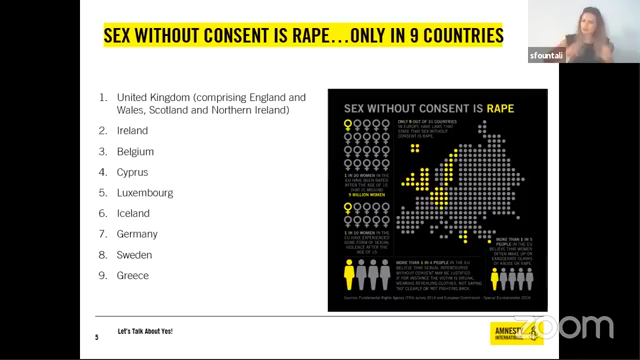 SEX WITHOUT CONSENT IS RAPE…ONLY IN 9 COUNTRIES
sfountali
1. United Kingdom (comprising England and
Wales, Scotland and Northern Ireland)
2. Ireland
3. Belgium
4. Cyprus
5. Luxembourg
6. Iceland
7. Germany
8. Sweden
9. Greece
SEX WITHOUT CONSENT IS RAPE
ONLY 9 OUT OF 31 COUNTRIES
IN EUROPE HAVE LAWS THAT
STATE THAT SEX WITHOUT
CONSENT IS RAPE.
1 IN 20 WOMEN IN
THE EU HAVE BEEN RAPED
AFTER THE AGE OF 15
THAT IS
9 MILLION WOMEN
1 IN 10 WOMEN IN THE
EU HAVE EXPERIENCED
SOME FORM OF SEXUAL
VIOLENCE AFTER THE
AGE OF 15
MORE THAN 1 IN 4 PEOPLE IN THE EU
BELIEVE THAT SEXUAL INTERCOURSE
WITHOUT CONSENT MAY BE JUSTIFIED
MORE THAN 1 IN 5
PEOPLE IN THE EU
BELIEVE THAT
WOMEN OFTEN MAKE UP OR
EXAGGERATE CLAIMS
OF ABUSE OR RAPE.
5
Let's Talk About Yes!
AMNESTY
INTERNATIONAL
zoom